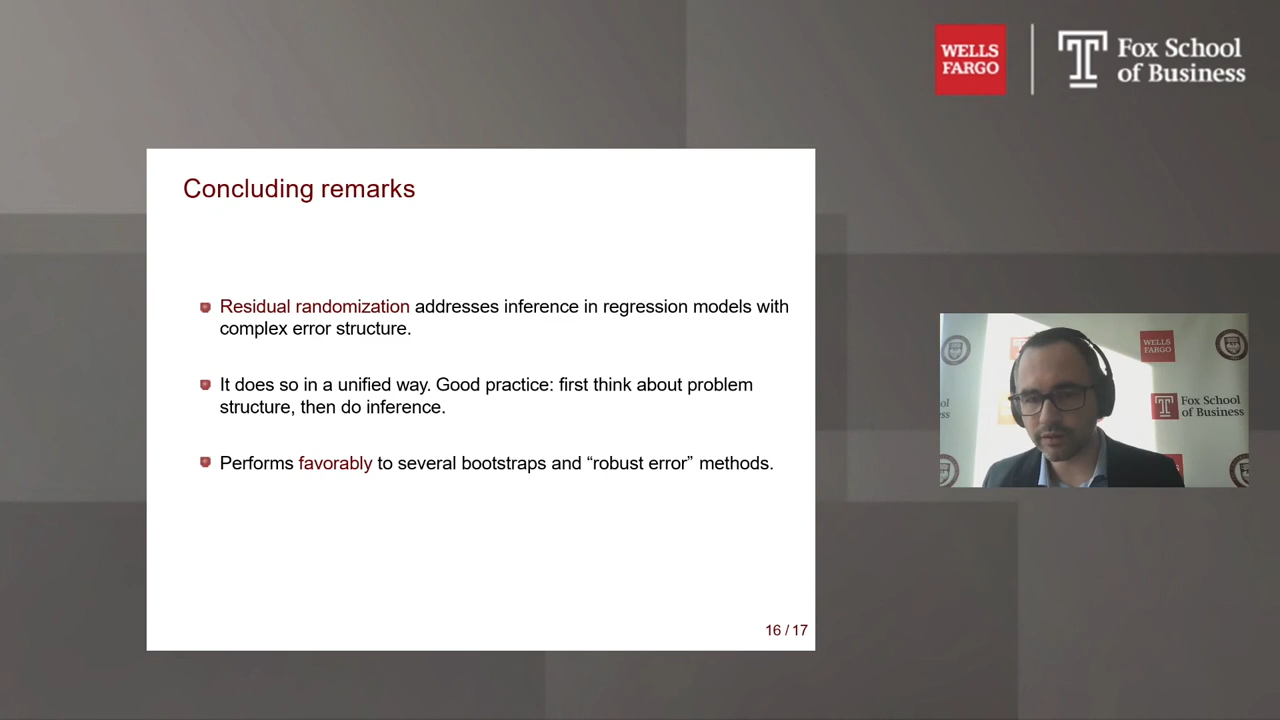 WELLS
FARGO
Fox School
of Business
Concluding remarks
Residual randomization addresses inference in regression models with
complex error structure.
It does so in a unified way. Good practice: first think about problem
structure, then do inference.
Performs favorably to several bootstraps and “robust error” methods.
16 / 17
WELLS
FARGO
Fox School
of Business
ol
ness